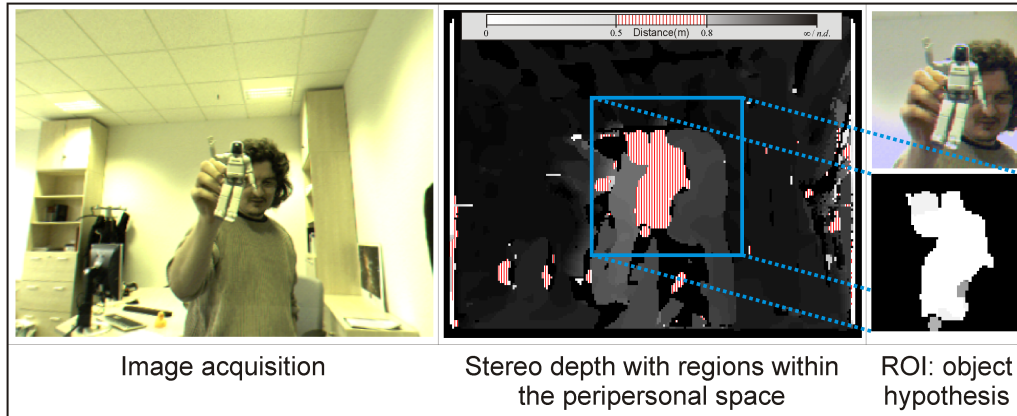 0
0.5
Distance(m)
0.8
∞/n.d.
Image acquisition
Stereo depth with regions within
the peripersonal space
ROI: object
hypothesis